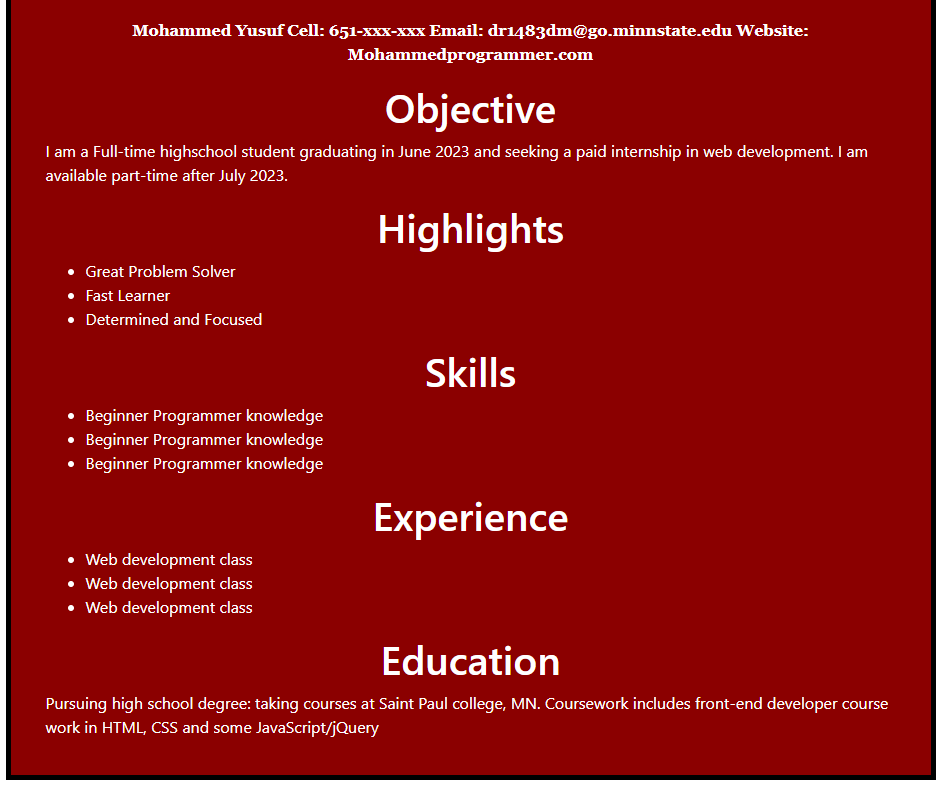 Mohammed Yusuf Cell: 651-xxx-xxx Email: dr1483dm@go.minnstate.edu Website:
Mohammedprogrammer.com
Objective
I am a Full-time highschool student graduating in June 2023 and seeking a paid internship in web development. I am
available part-time after July 2023.
Highlights
• Great Problem Solver
• Fast Learner
• Determined and Focused
Skills
• Beginner Programmer knowledge
• Beginner Programmer knowledge
• Beginner Programmer knowledge
Experience
• Web development class
• Web development class
• Web development class
Education
Pursuing high school degree: taking courses at Saint Paul college, MN. Coursework includes front-end developer course
work in HTML, CSS and some JavaScript/jQuery